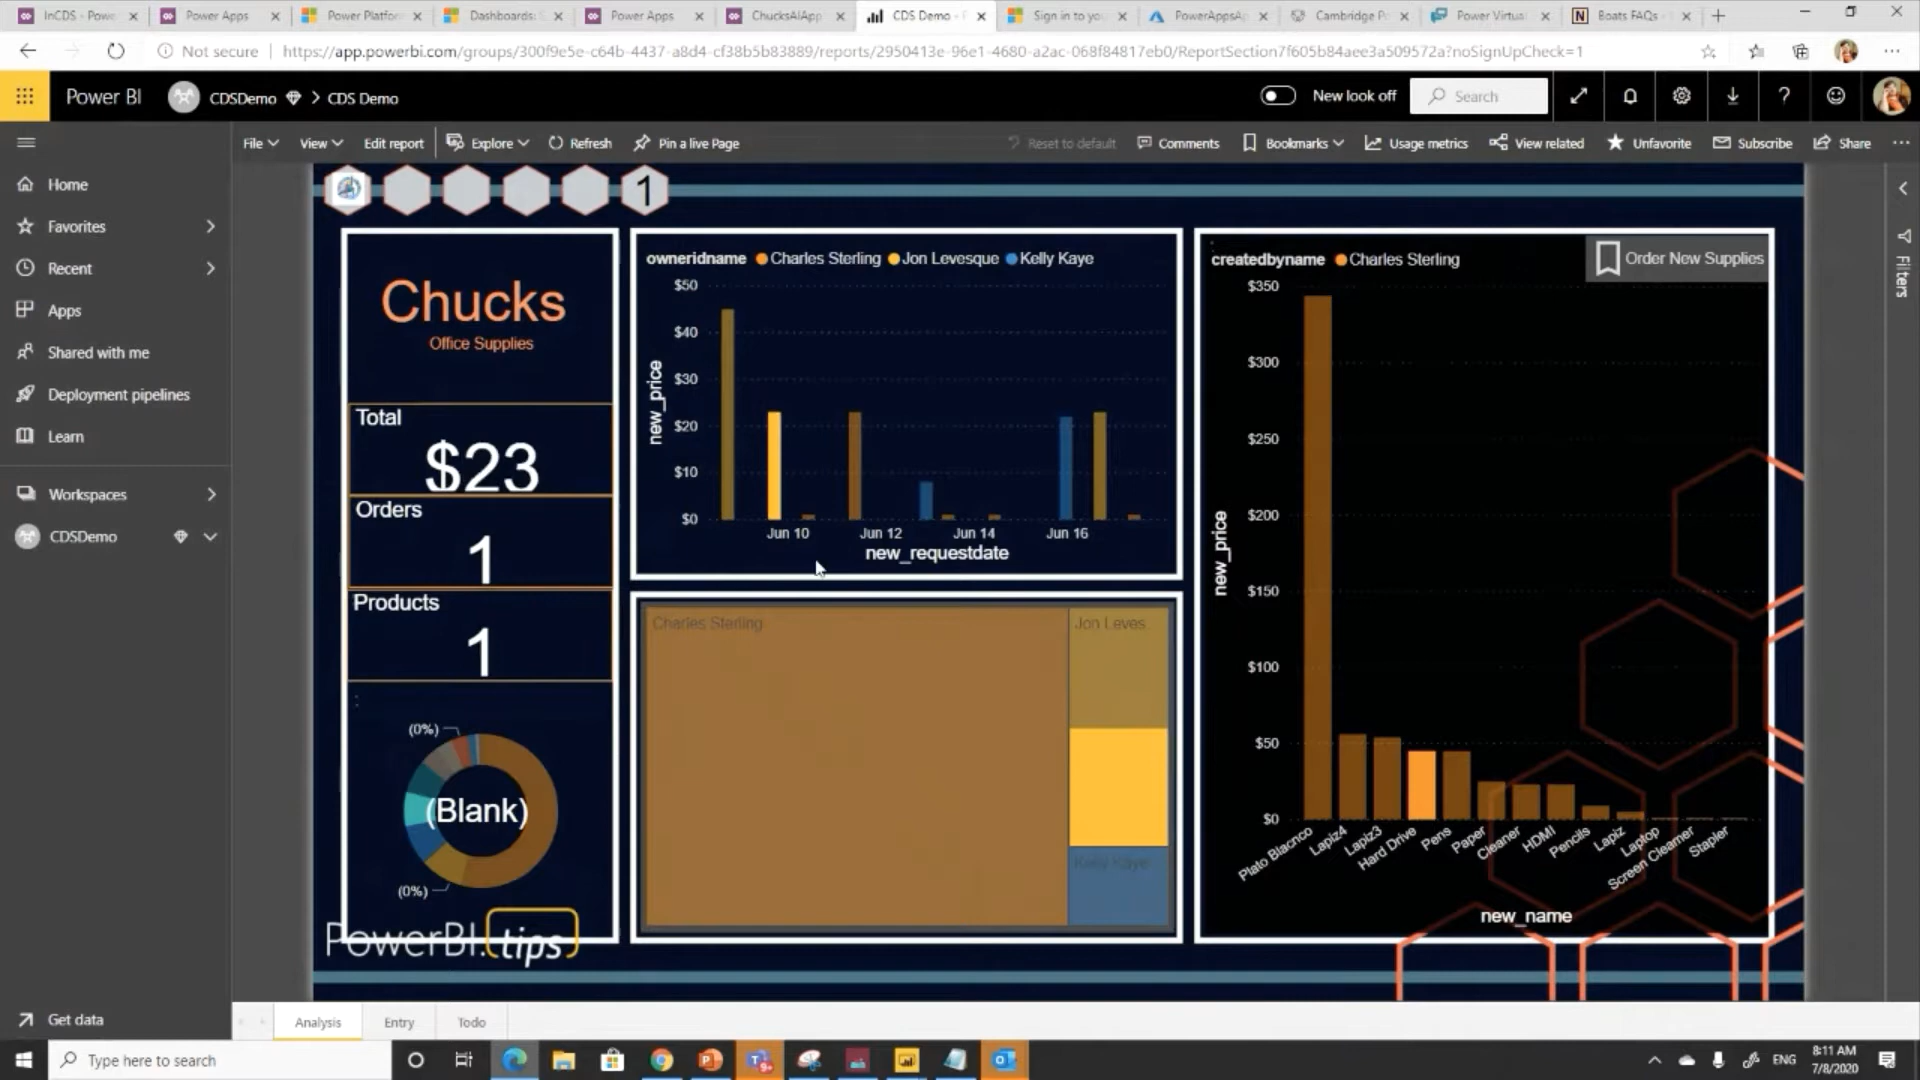 InCDS - Powe
Power Apps
Power Platfor
Dashboards:
Power Apps
ChucksAIApp
CDS Demo -
Sign in to yo
PowerAppsA
Cambridge P
Power Virtua
Boats FAQs -
Not secure
https://app.powerbi.com/groups/300f9e5e-c64b-4437-a8d4-cf38b5b83889/reports/2950413e-96e1-4680-a2ac-068f84817eb0/ReportSection7f605b84aee3a509572a?noSignUpCheck=1
Power BI
CDSDemo > CDS Demo
New look off
Search
File
View
Edit report
Explore
Refresh
Pin a live Page
Reset to default
Comments
Bookmarks
Usage metrics
View related
Unfavorite
Subscribe
Share
Home
Favorites
Recent
Apps
Shared with me
Deployment pipelines
Learn
Workspaces
CDSDemo
Get data
1
Chucks
Office Supplies
Total
$23
Orders
1
Products
1
(0%)
(Blank)
(0%)
PowerBI.tips
owneridname Charles Sterling Jon Levesque Kelly Kaye
$50
$40
$30
$20
$10
$0
new_price
Jun 10 Jun 12 Jun 14 Jun 16
new_requestdate
Charles Sterling
Jon Leves
Kelly Kaye
createdbyname Charles Sterling
Order New Supplies
$350
$300
$250
$200
$150
$100
$50
$0
new_price
Plato Blacnco
Lapiz4
Lapiz3
Hard Drive
Pens
Paper
Cleaner
HDMI
Pencils
Lapiz
Laptop
Screen Cleamer
Stapler
new_name
Filters
Analysis
Entry
Todo
Type here to search
ENG
8:11 AM
7/8/2020